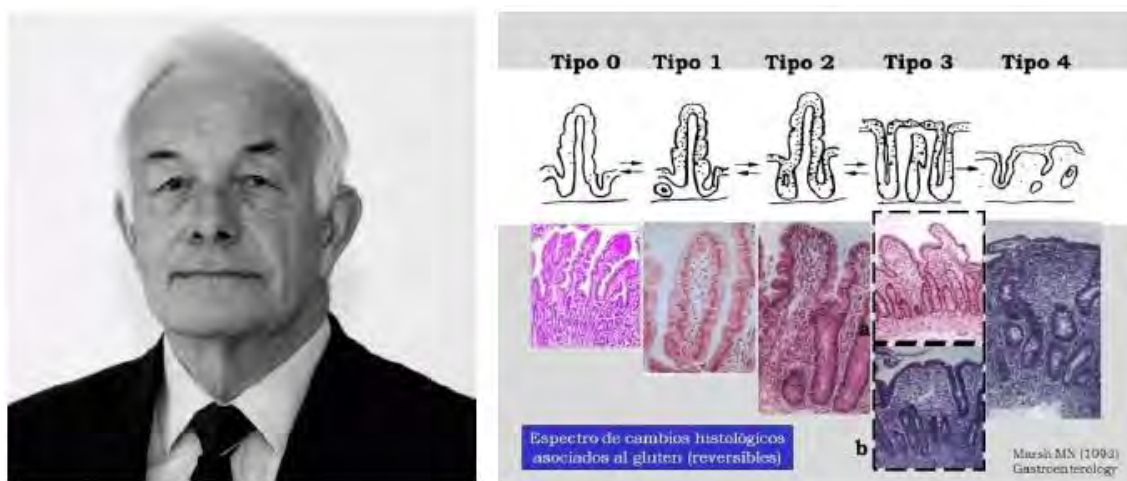 Tipo 0 Tipo 1 Tipo 2 Tipo 3 Tipo 4
a
Espectro de cambios histológicos
asociados al gluten (reversibles)
b
Marsh MN (1993)
Gastroenterology